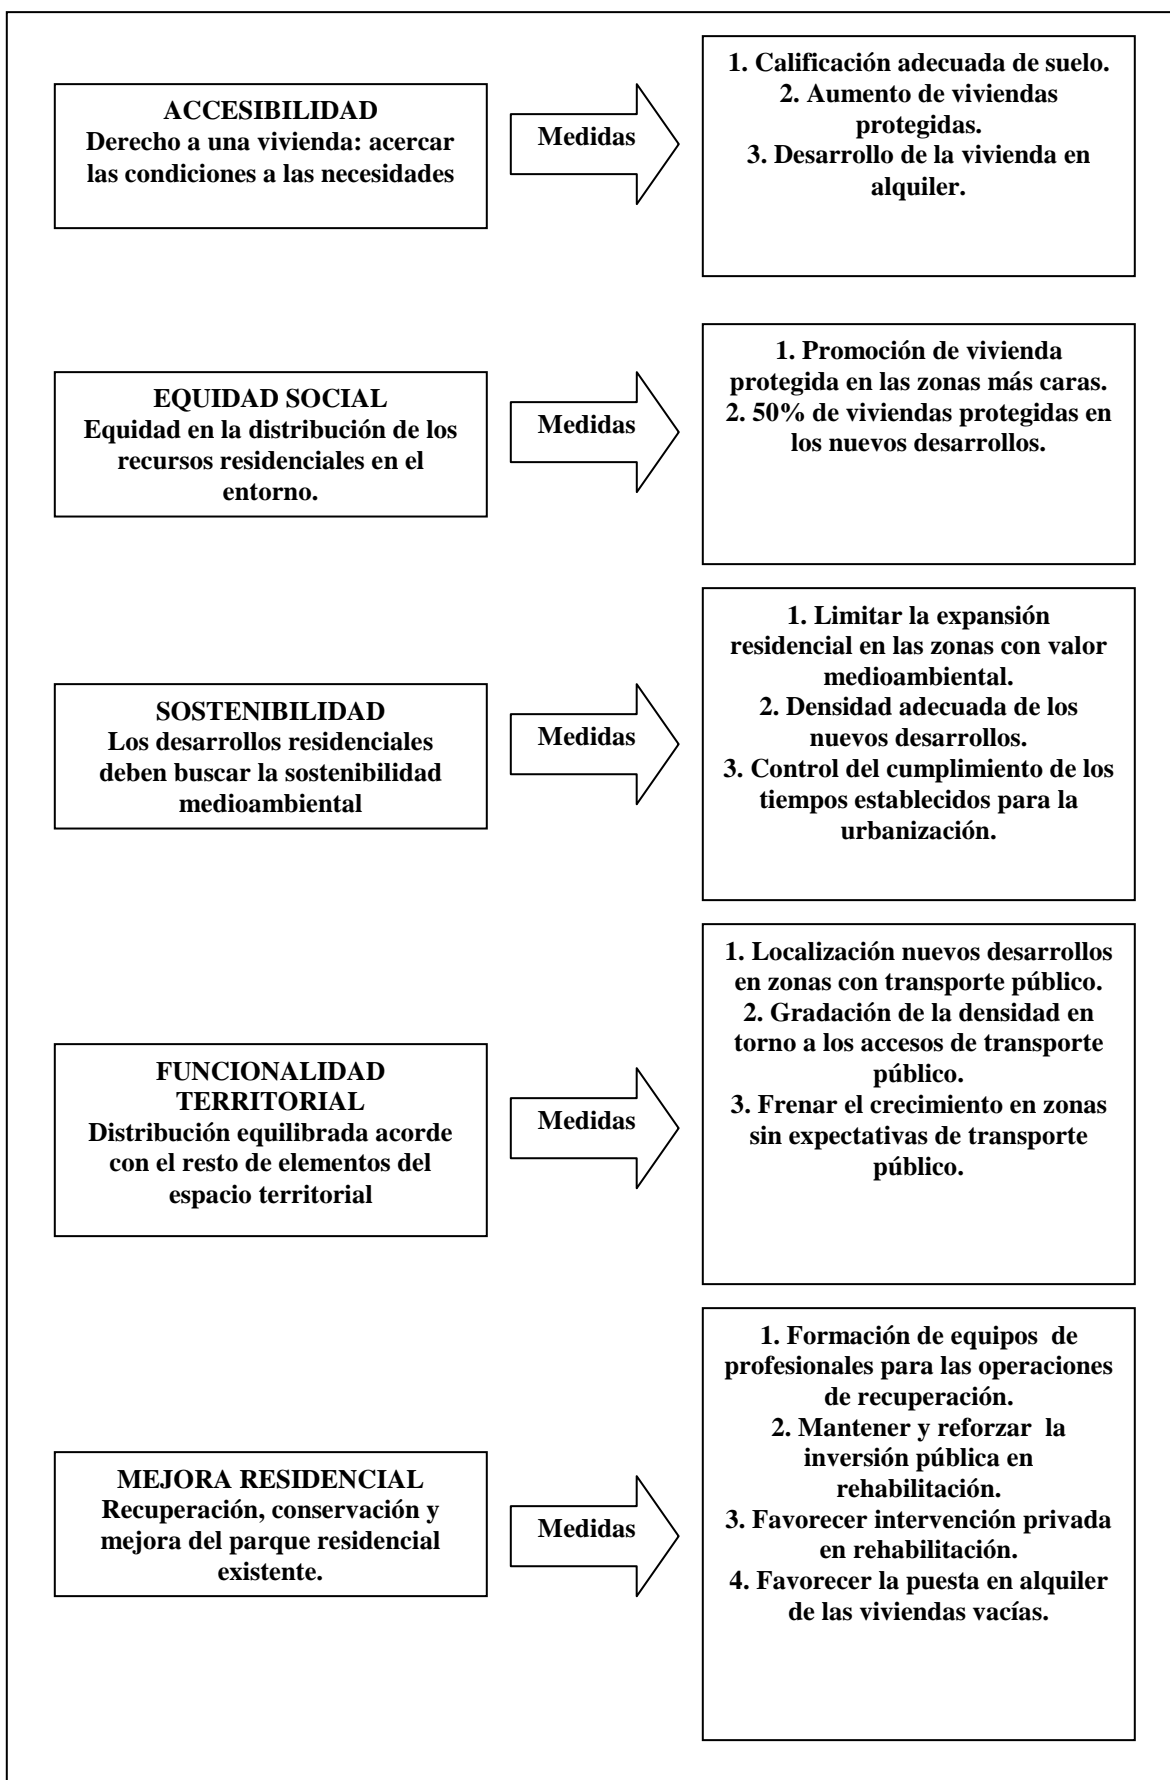 ACCESIBILIDAD
Derecho a una vivienda: acercar
las condiciones a las necesidades
Medidas
1. Calificación adecuada de suelo.
2. Aumento de viviendas
protegidas.
3. Desarrollo de la vivienda en
alquiler.
EQUIDAD SOCIAL
Equidad en la distribución de los
recursos residenciales en el
entorno.
Medidas
1. Promoción de vivienda
protegida en las zonas más caras.
2. 50% de viviendas protegidas en
los nuevos desarrollos.
SOSTENIBILIDAD
Los desarrollos residenciales
deben buscar la sostenibilidad
medioambiental
Medidas
1. Limitar la expansión
residencial en las zonas con valor
medioambiental.
2. Densidad adecuada de los
nuevos desarrollos.
3. Control del cumplimiento de los
tiempos establecidos para la
urbanización.
FUNCIONALIDAD
TERRITORIAL
Distribución equilibrada acorde
con el resto de elementos del
espacio territorial
Medidas
1. Localización nuevos desarrollos
en zonas con transporte público.
2. Gradación de la densidad en
torno a los accesos de transporte
público.
3. Frenar el crecimiento en zonas
sin expectativas de transporte
público.
MEJORA RESIDENCIAL
Recuperación, conservación y
mejora del parque residencial
existente.
Medidas
1. Formación de equipos  de
profesionales para las operaciones
de recuperación.
2. Mantener y reforzar  la
inversión pública en
rehabilitación.
3. Favorecer intervención privada
en rehabilitación.
4. Favorecer la puesta en alquiler
de las viviendas vacías.